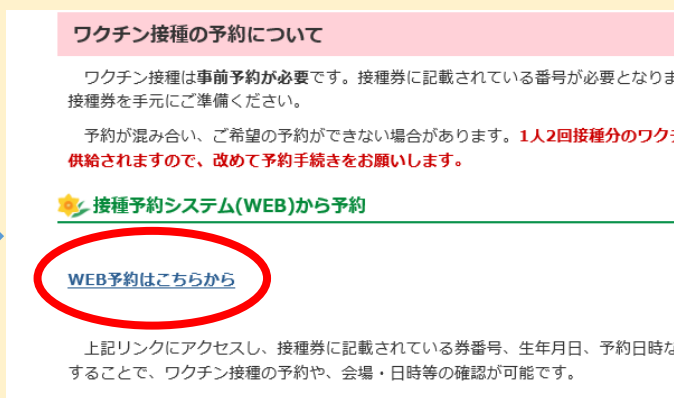 ワクチン接種の予約について
ワクチン接種は事前予約が必要です。接種券に記載されている番号が必要となりま
接種券を手元にご準備ください。
予約が混み合い、ご希望の予約ができない場合があります。1人2回接種分のワク
供給されますので、改めて予約手続きをお願いします。
接種予約システム(WEB)から予約
WEB予約はこちらから
上記リンクにアクセスし、接種券に記載されている券番号、生年月日、予約日時な
することで、ワクチン接種の予約や、会場・日時等の確認が可能です。